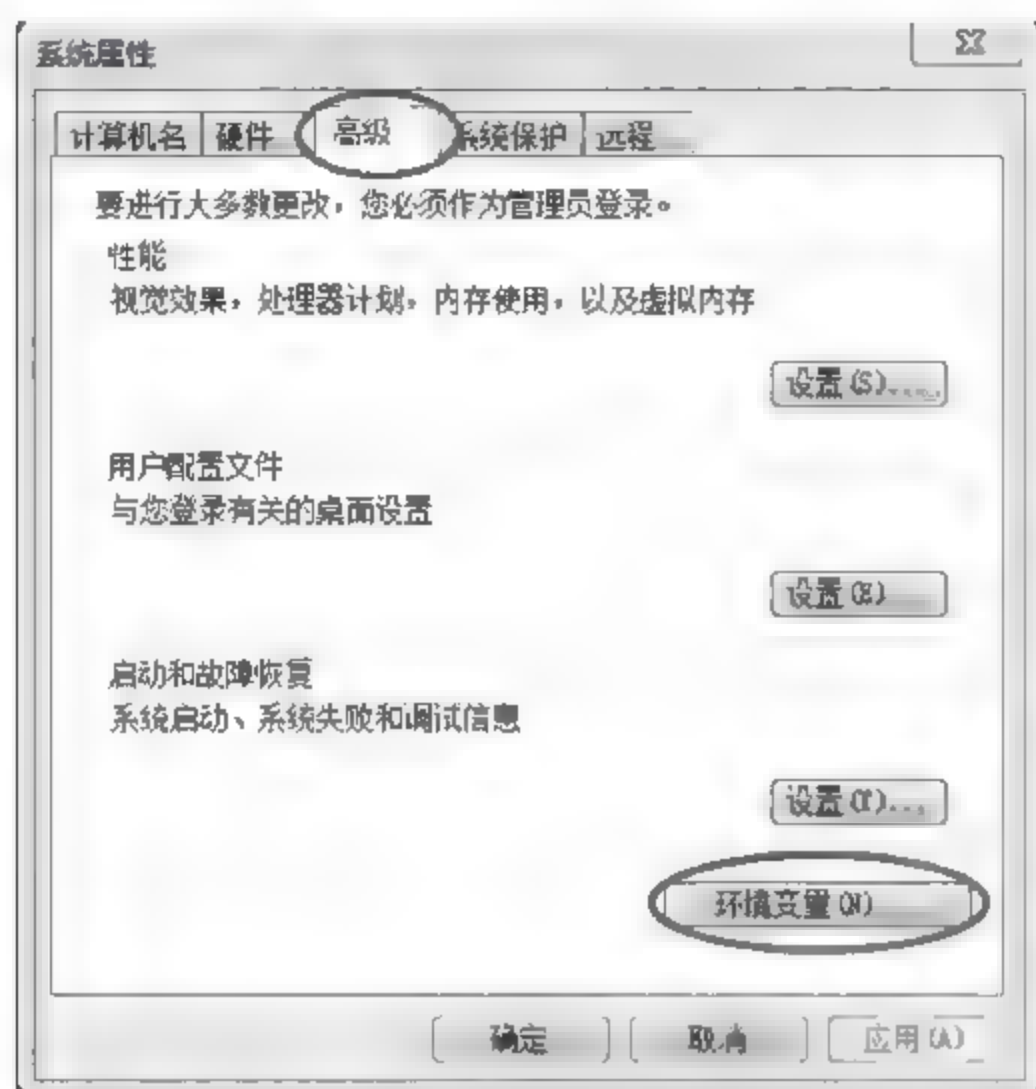 系统属性
计算机名 硬件 高级 系统保护 远程
要进行大多数更改，您必须作为管理员登录。
性能
视觉效果，处理器计划，内存使用，以及虚拟内存
设置(S)...
用户配置文件
与您登录有关的桌面设置
设置(E)
启动和故障恢复
系统启动、系统失败和调试信息
设置(T)...
环境变量(N)
确定 取消 应用(A)